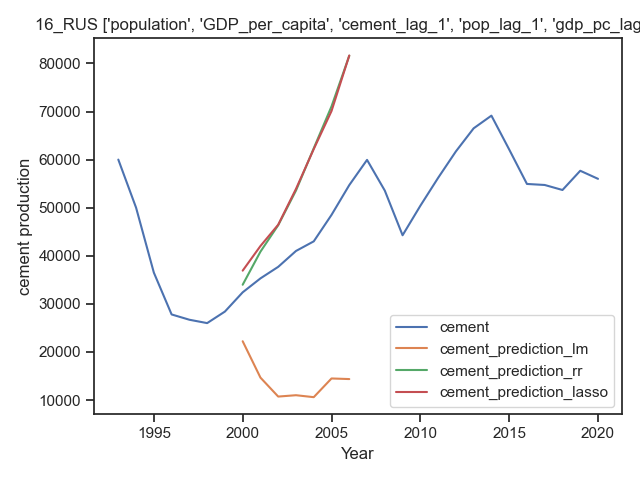 16_RUS ['population', 'GDP_per_capita', 'cement_lag_1', 'pop_lag_1', 'gdp_pc_lag
80000
70000
60000
50000
40000
30000
20000
10000
cement production
cement
cement_prediction_lm
cement_prediction_rr
cement_prediction_lasso
1995
2000
2005
2010
2015
2020
Year